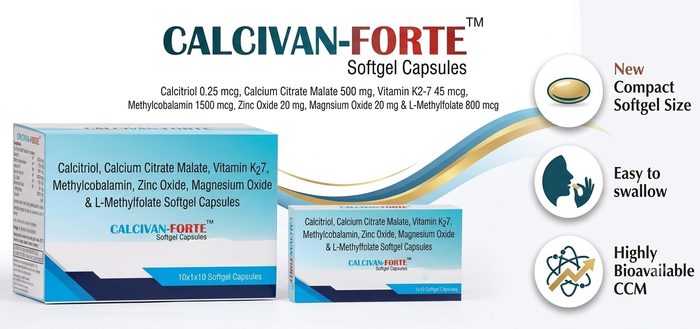 CALCIVAN-FORTE™
Softgel Capsules
Calcitriol 0.25 mcg, Calcium Citrate Malate 500 mg, Vitamin K2-7 45 mcg,
Methylcobalamin 1500 mcg, Zinc Oxide 20 mg, Magnsium Oxide 20 mg & L-Methylfolate 800 mcg
New
Compact
Softgel Size
Easy to
swallow
Highly
Bioavailable
CCM
CALCIVAN-FORTE
Calcitriol, Calcium Citrate Malate, Vitamin K27,
Methylcobalamin, Zinc Oxide, Magnesium Oxide
& L-Methylfolate Softgel Capsules
CALCIVAN-FORTE™
Softgel Capsules
10x1x10 Softgel Capsules
CALCIVAN-FORTE
Calcitriol, Calcium Citrate Malate, Vitamin K27,
Methylcobalamin, Zinc Oxide, Magnesium Oxide
& L-Methylfolate Softgel Capsules
CALCIVAN-FORTE™
Softgel Capsules
1x10 Softgel Capsules